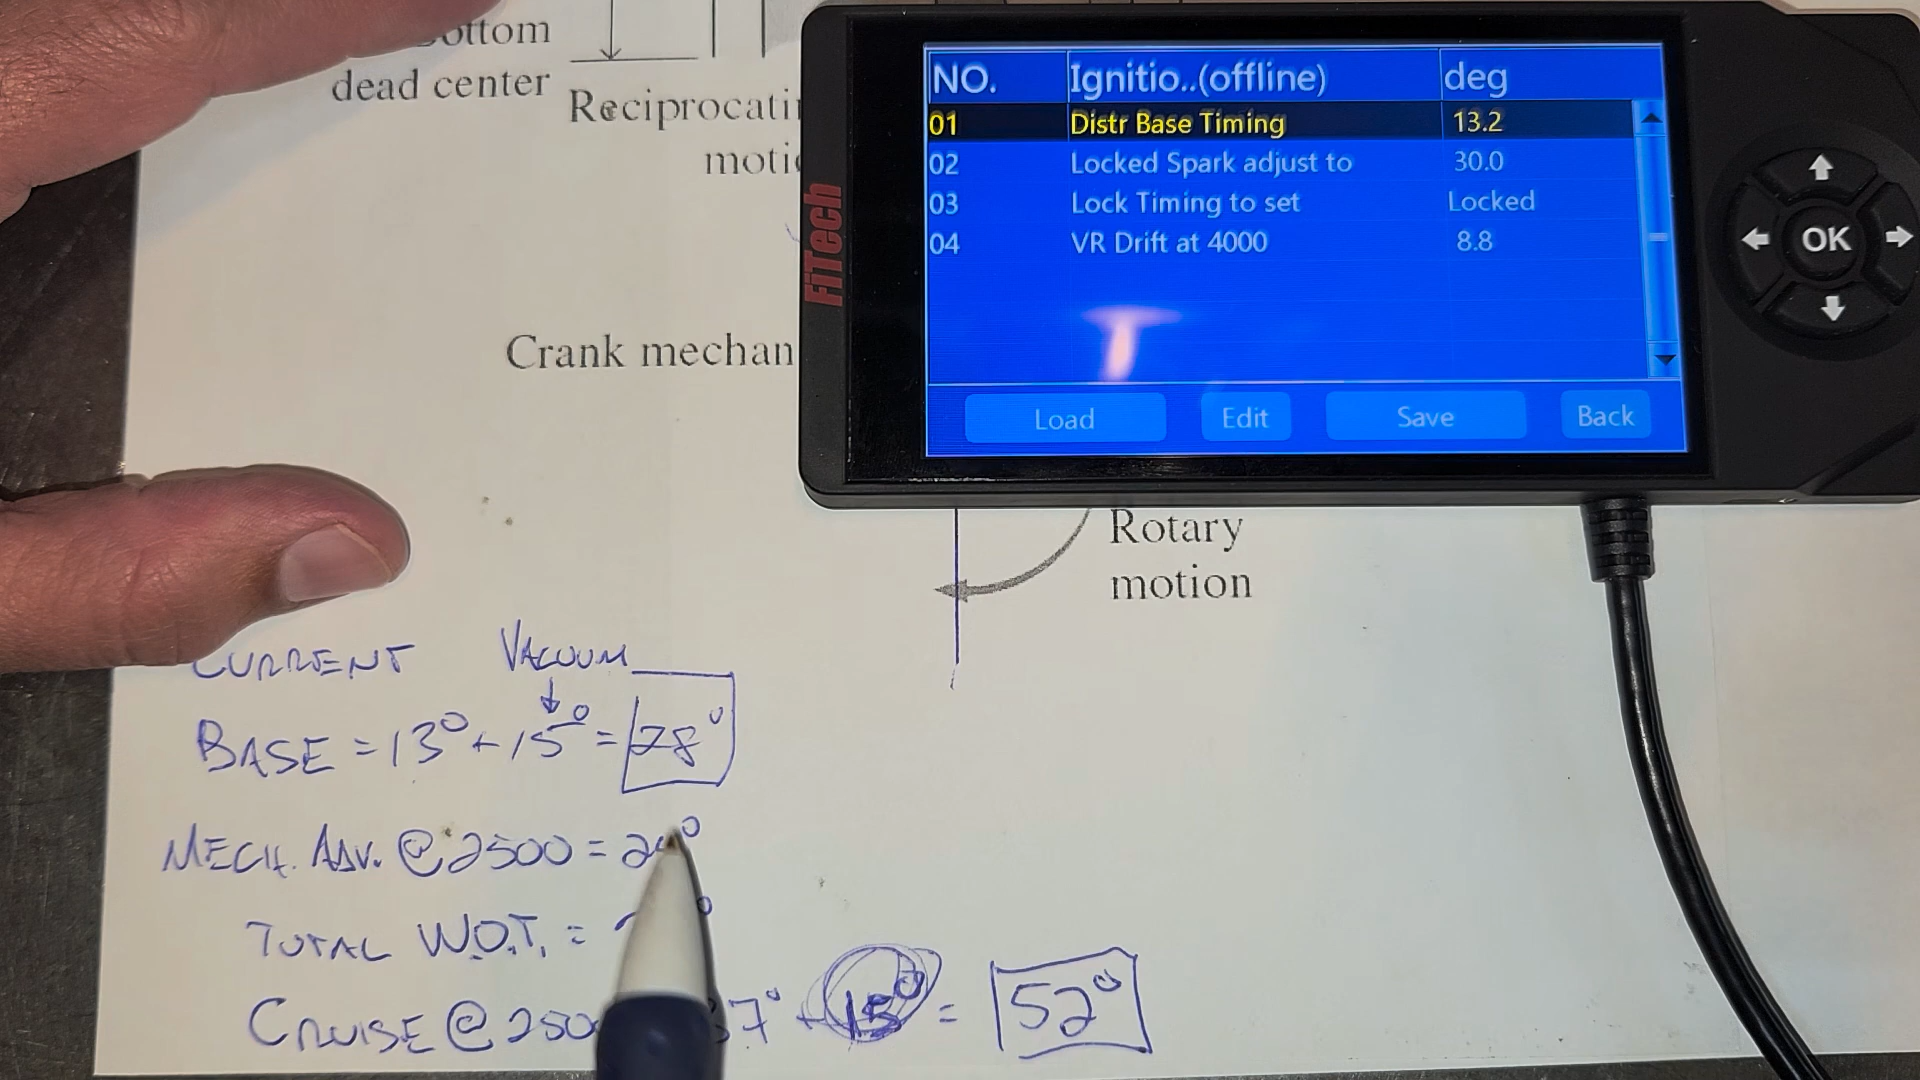 dead center
Reciprocati
moti
Crank mechan
FiTech
NO. Ignitio..(offline) deg
01 Distr Base Timing 13.2
02 Locked Spark adjust to 30.0
03 Lock Timing to set Locked
04 VR Drift at 4000 8.8
Load Edit Save Back
OK
Rotary
motion
CURRENT VACUUM
BASE = 13° + 15° = 28°
MECH. ADV. @ 2500 =
TOTAL W.O.T. =
CRUISE @ 250 37° + 15° = 52°